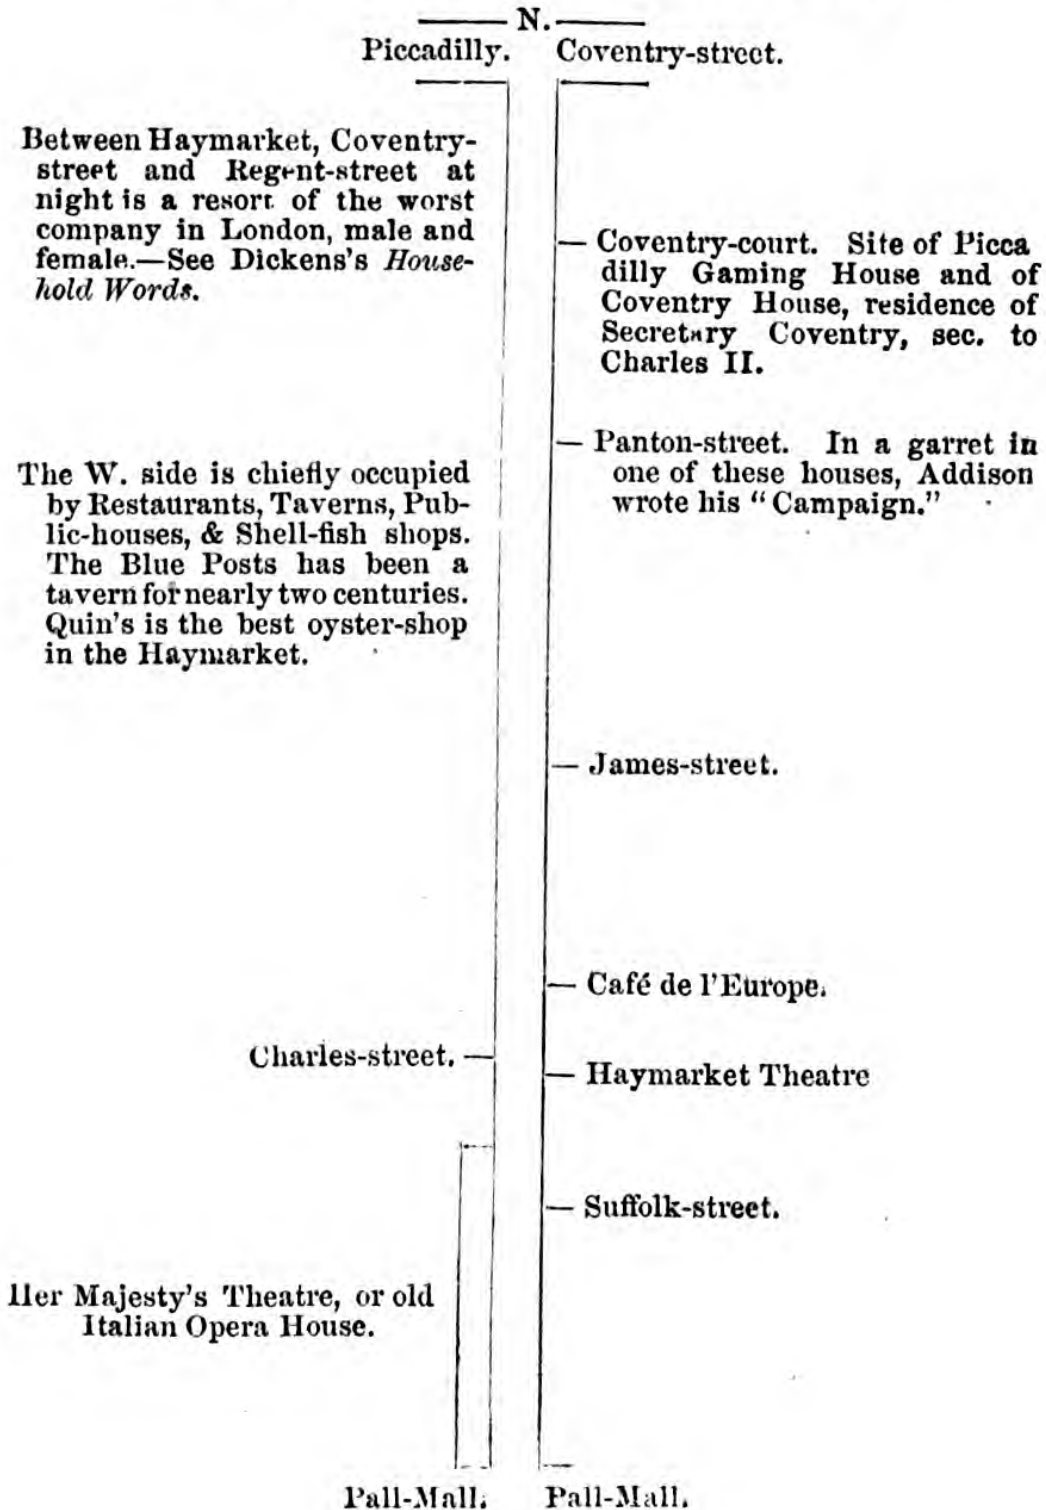 N.
Piccadilly. Coventry-street.
Between Haymarket, Coventry-
street and Regent-street at
night is a resort of the worst
company in London, male and
female.—See Dickens's House-
hold Words.
— Coventry-court. Site of Picca
dilly Gaming House and of
Coventry House, residence of
Secretary Coventry, sec. to
Charles II.
— Panton-street. In a garret in
one of these houses, Addison
wrote his "Campaign."
The W. side is chiefly occupied
by Restaurants, Taverns, Pub-
lic-houses, & Shell-fish shops.
The Blue Posts has been a
tavern for nearly two centuries.
Quin's is the best oyster-shop
in the Haymarket.
— James-street.
— Café de l'Europe.
Charles-street. —
— Haymarket Theatre
— Suffolk-street.
Her Majesty's Theatre, or old
Italian Opera House.
Pall-Mall. Pall-Mall.